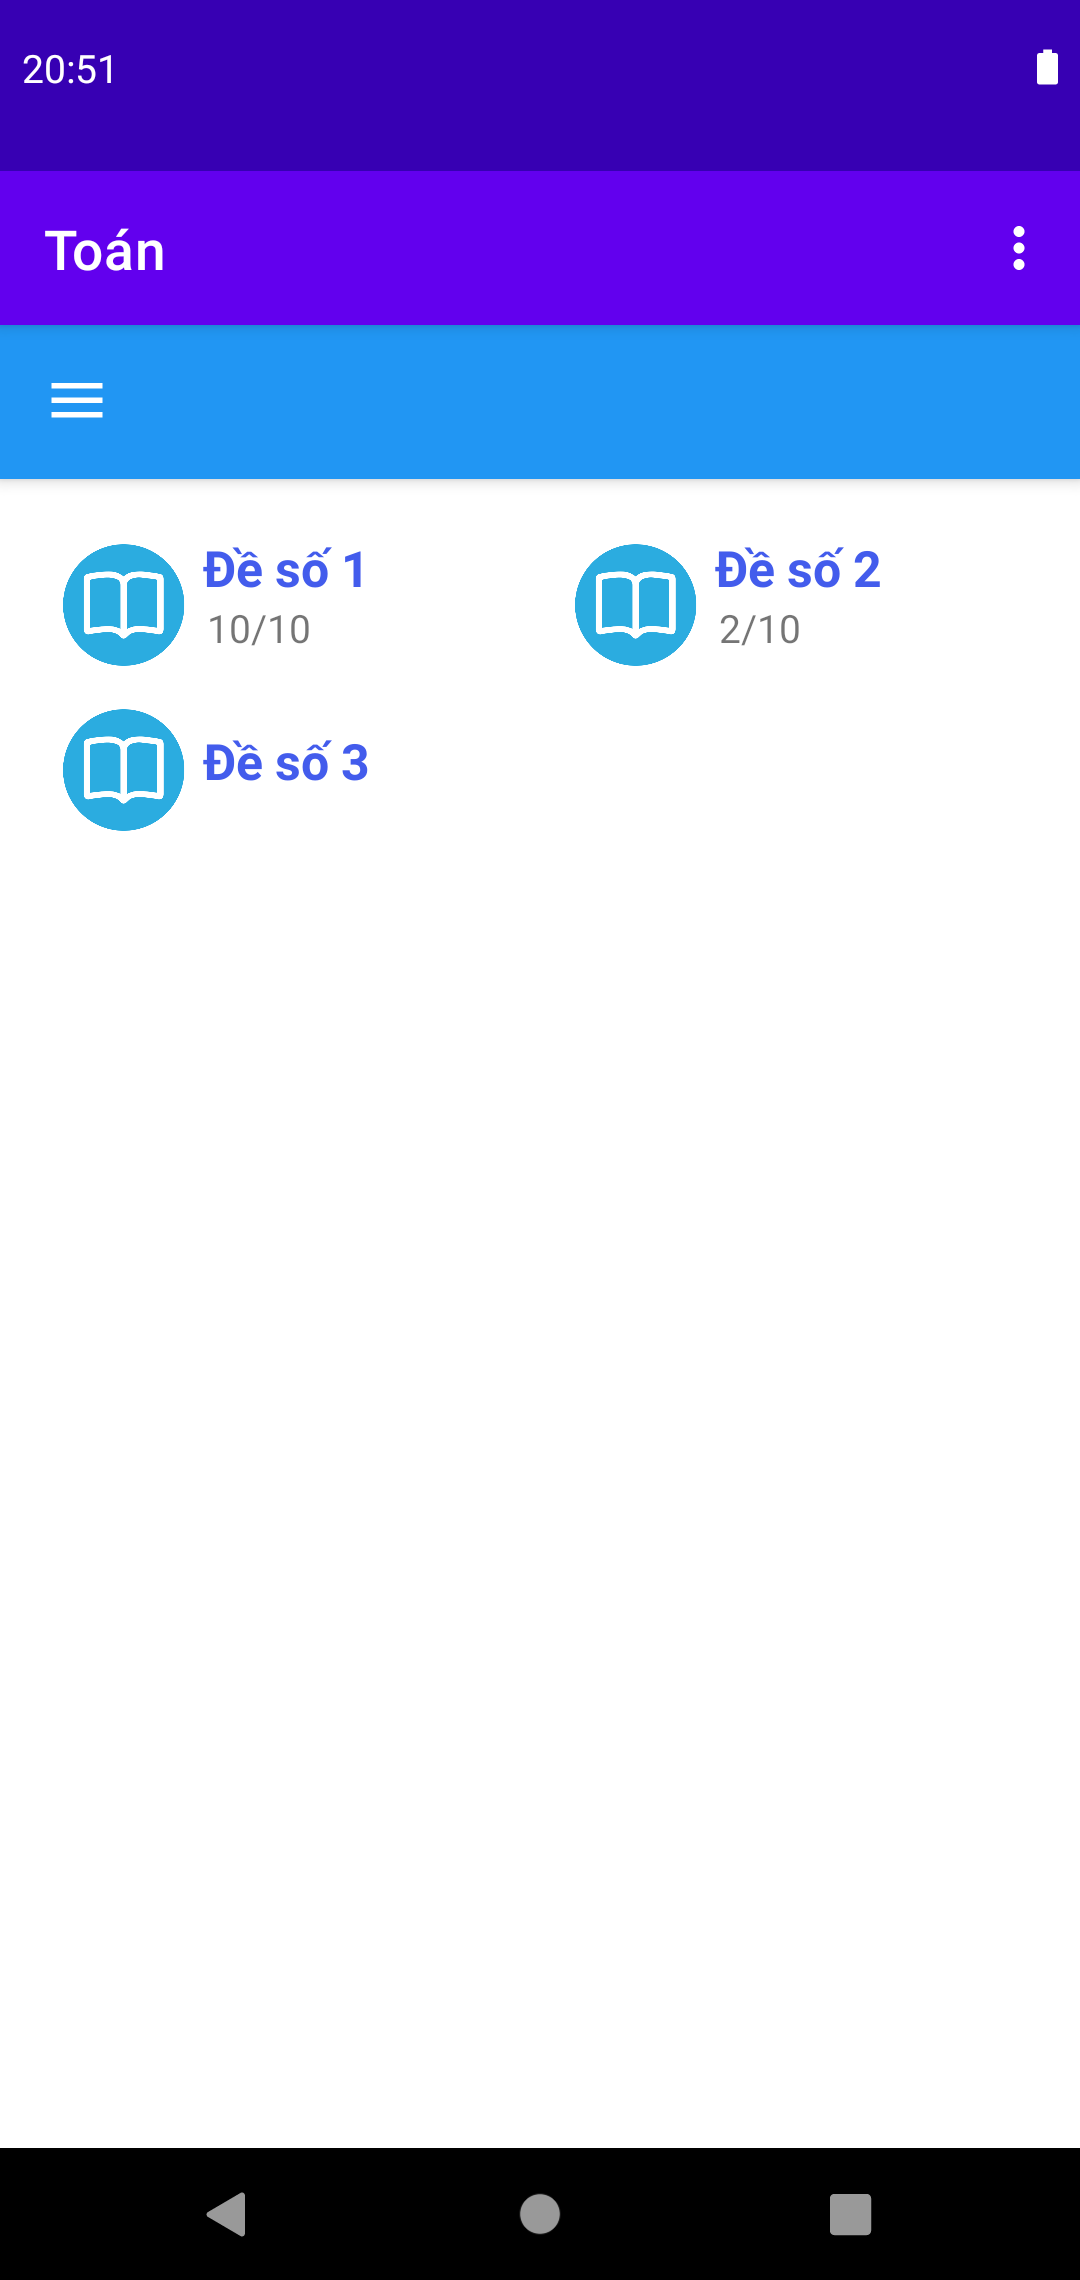 20:51
Toán
Đề số 1
10/10
Đề số 2
2/10
Đề số 3